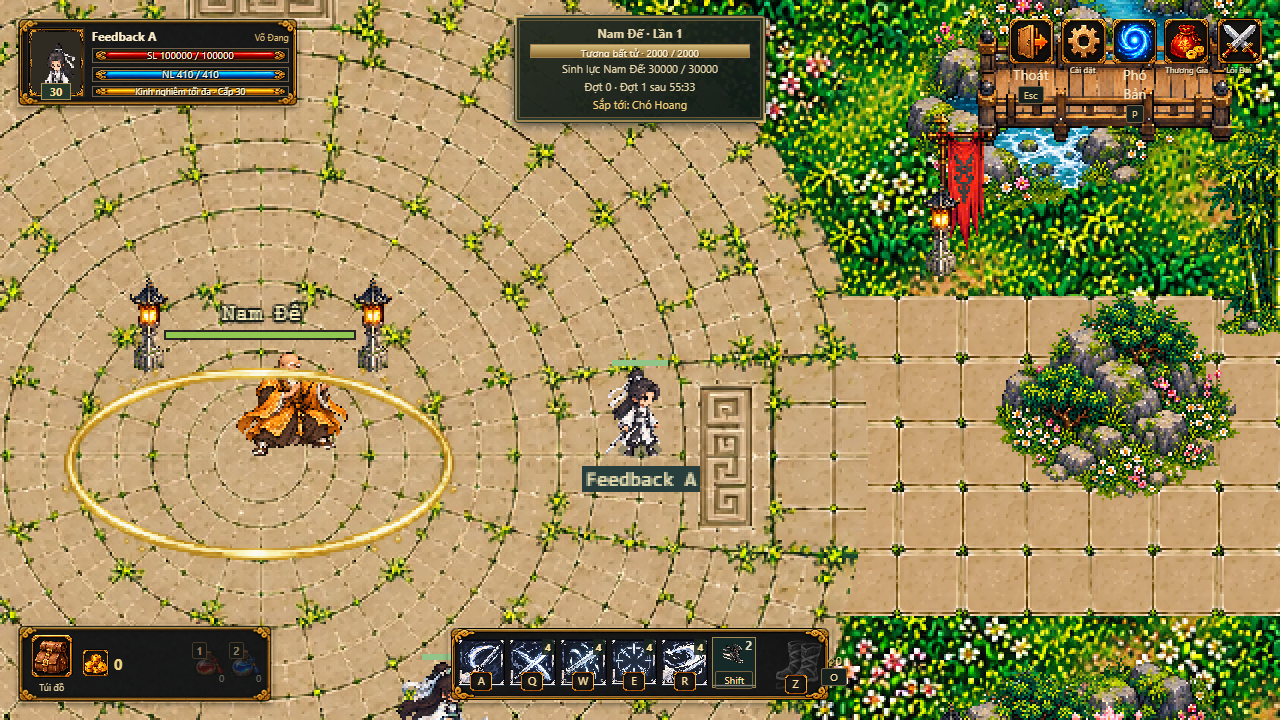 Feedback A
Võ Đang
SL 100000 / 100000
NL 410 / 410
Kinh nghiệm tối đa - Cấp 30
30
Nam Đế · Lần 1
Tượng bất tử · 2000 / 2000
Sinh lực Nam Đế: 30000 / 30000
Đợt 0 · Đợt 1 sau 55:33
Sắp tới: Chó Hoang
Thoát
Esc
Cài đặt
Phó
Bản
P
Thương Gia
Lôi Đài
Nam Đế
Feedback A
Túi đồ
0
1
0
2
0
A
4
Q
4
W
4
E
4
R
2
Shift
Z
O